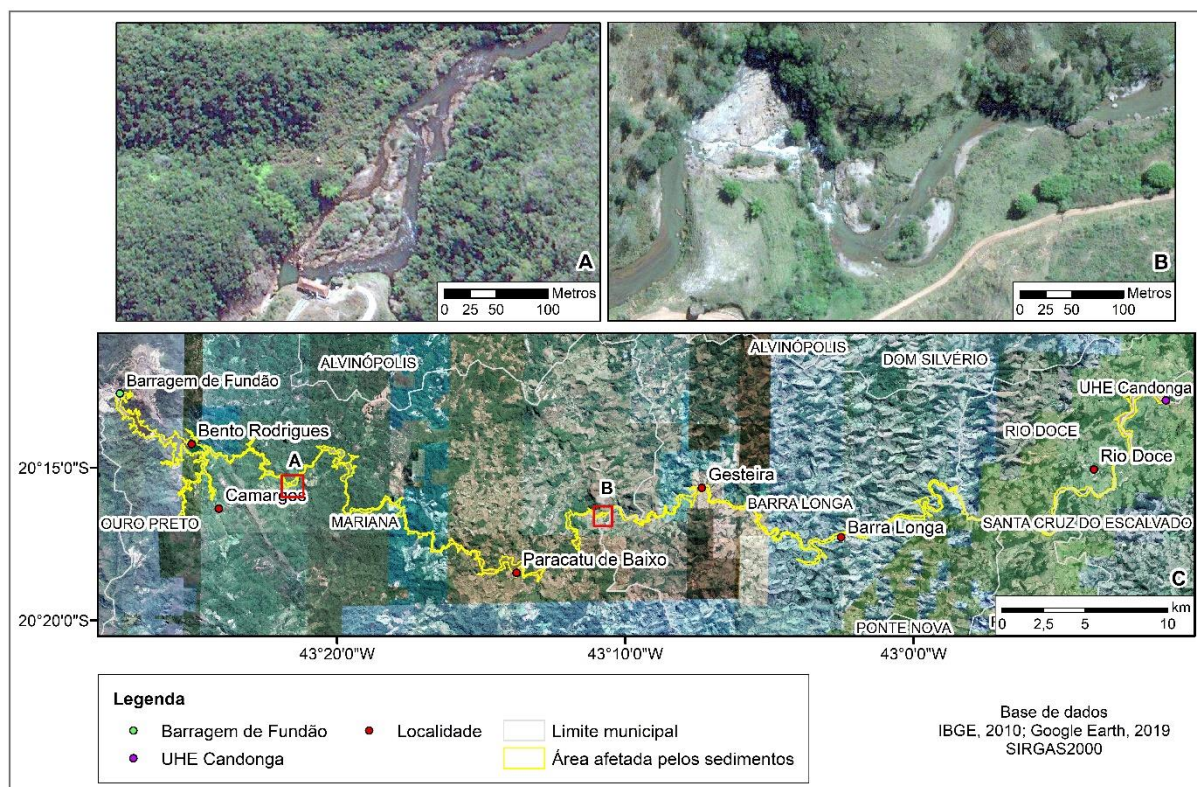 A
Metros
0 25 50 100
B
Metros
0 25 50 100
ALVINÓPOLIS
ALVINÓPOLIS
DOM SILVÉRIO
Barragem de Fundão
UHE Candonga
Bento Rodrigues
RIO DOCE
20°15'0"S
A
Gesteira
Rio Doce
Camargos
B
BARRA LONGA
OURO PRETO
MARIANA
SANTA CRUZ DO ESCALVADO
Barra Longa
Paracatu de Baixo
C
km
0 2,5 5 10
20°20'0"S
PONTE NOVA
43°20'0"W
43°10'0"W
43°0'0"W
Legenda
Barragem de Fundão
Localidade
Limite municipal
UHE Candonga
Área afetada pelos sedimentos
Base de dados
IBGE, 2010; Google Earth, 2019
SIRGAS2000